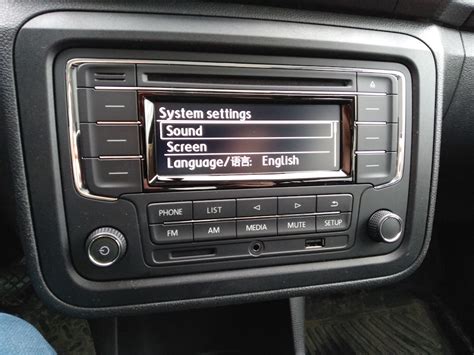 System settings
Sound
Screen
Language/语言: English
PHONE LIST
FM AM MEDIA MUTE SETUP